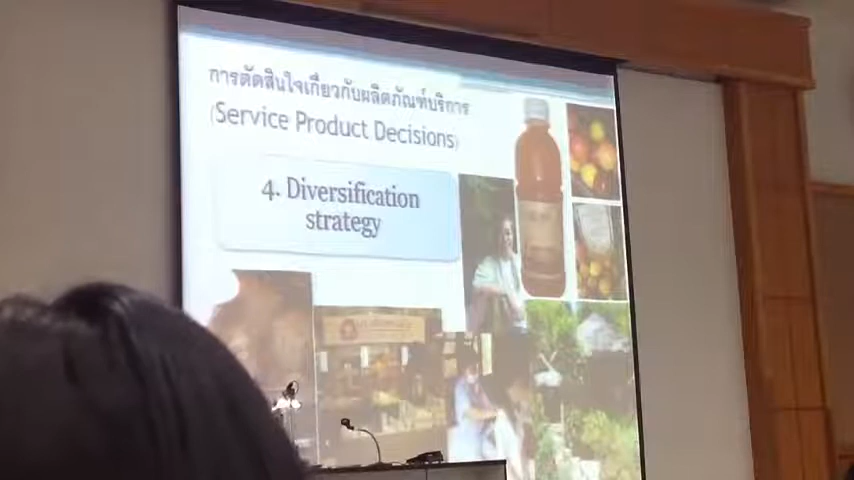 การตัดสินใจเกี่ยวกับผลิตภัณฑ์บริการ
(Service Product Decisions)
4. Diversification
strategy